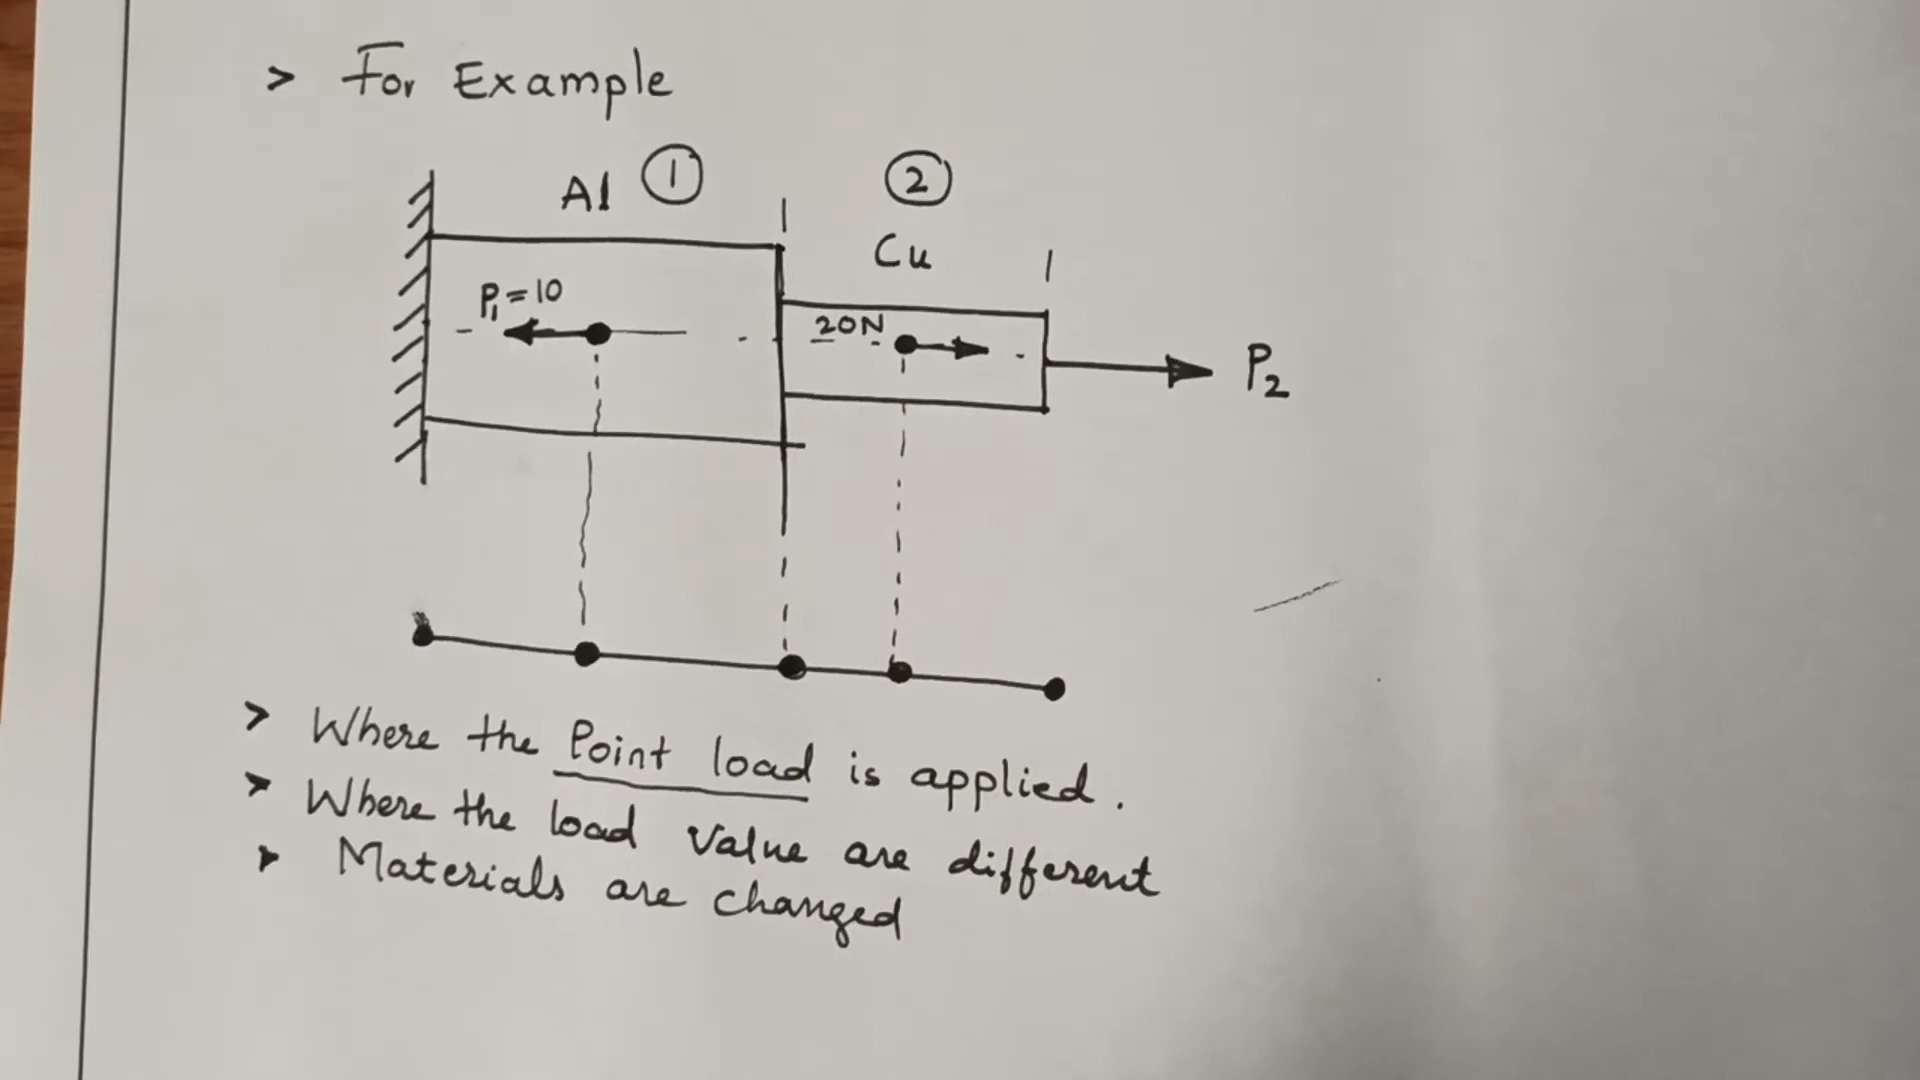 > For Example
Al ①
②
Cu
P₁=10
20N
P₂
> Where the Point load is applied.
> Where the load Value are different
> Materials are changed